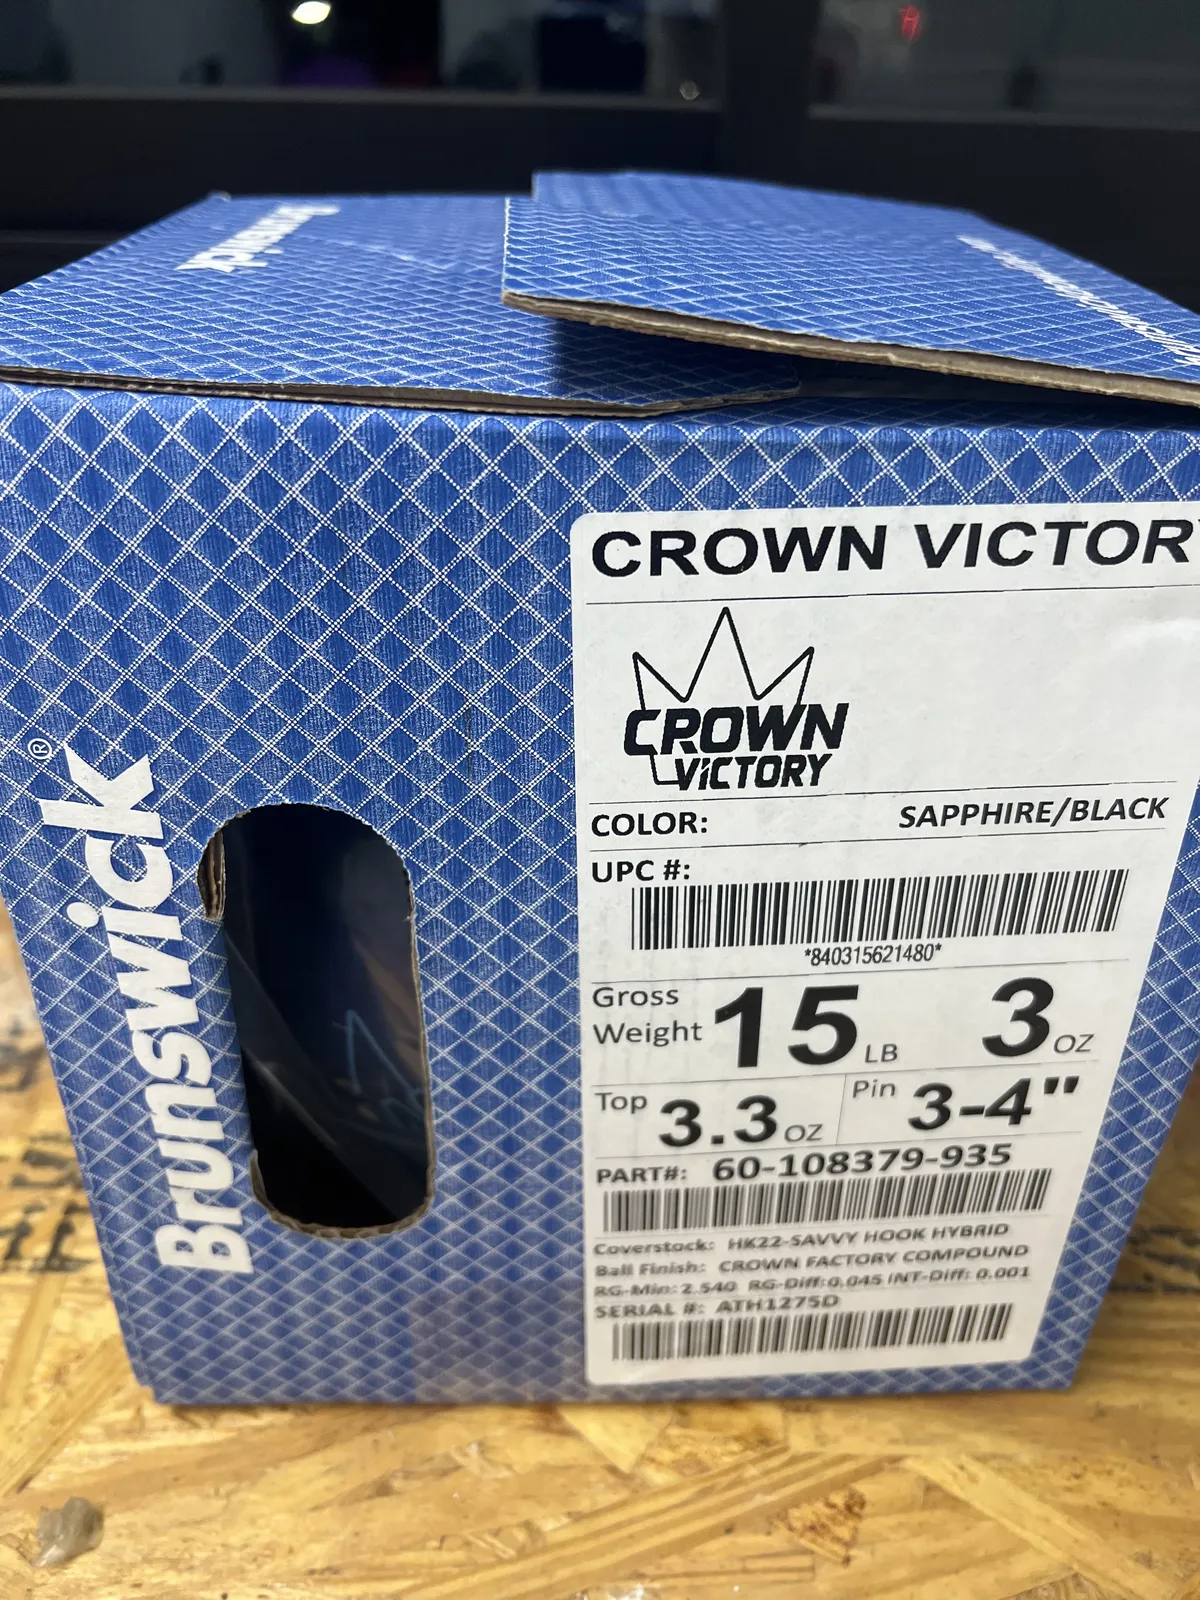 Brunswick
CROWN VICTOR
CROWN
VICTORY
COLOR: SAPPHIRE/BLACK
UPC #:
*840315621480*
Gross
Weight 15 LB 3 OZ
Top 3.3 OZ Pin 3-4"
PART#: 60-108379-935
Coverstock: HK22-SAVVY HOOK HYBRID
Ball Finish: CROWN FACTORY COMPOUND
RG-Min: 2.540 RG-Diff: 0.045 INT-Diff: 0.001
SERIAL #: ATH1275D
Brunswick®